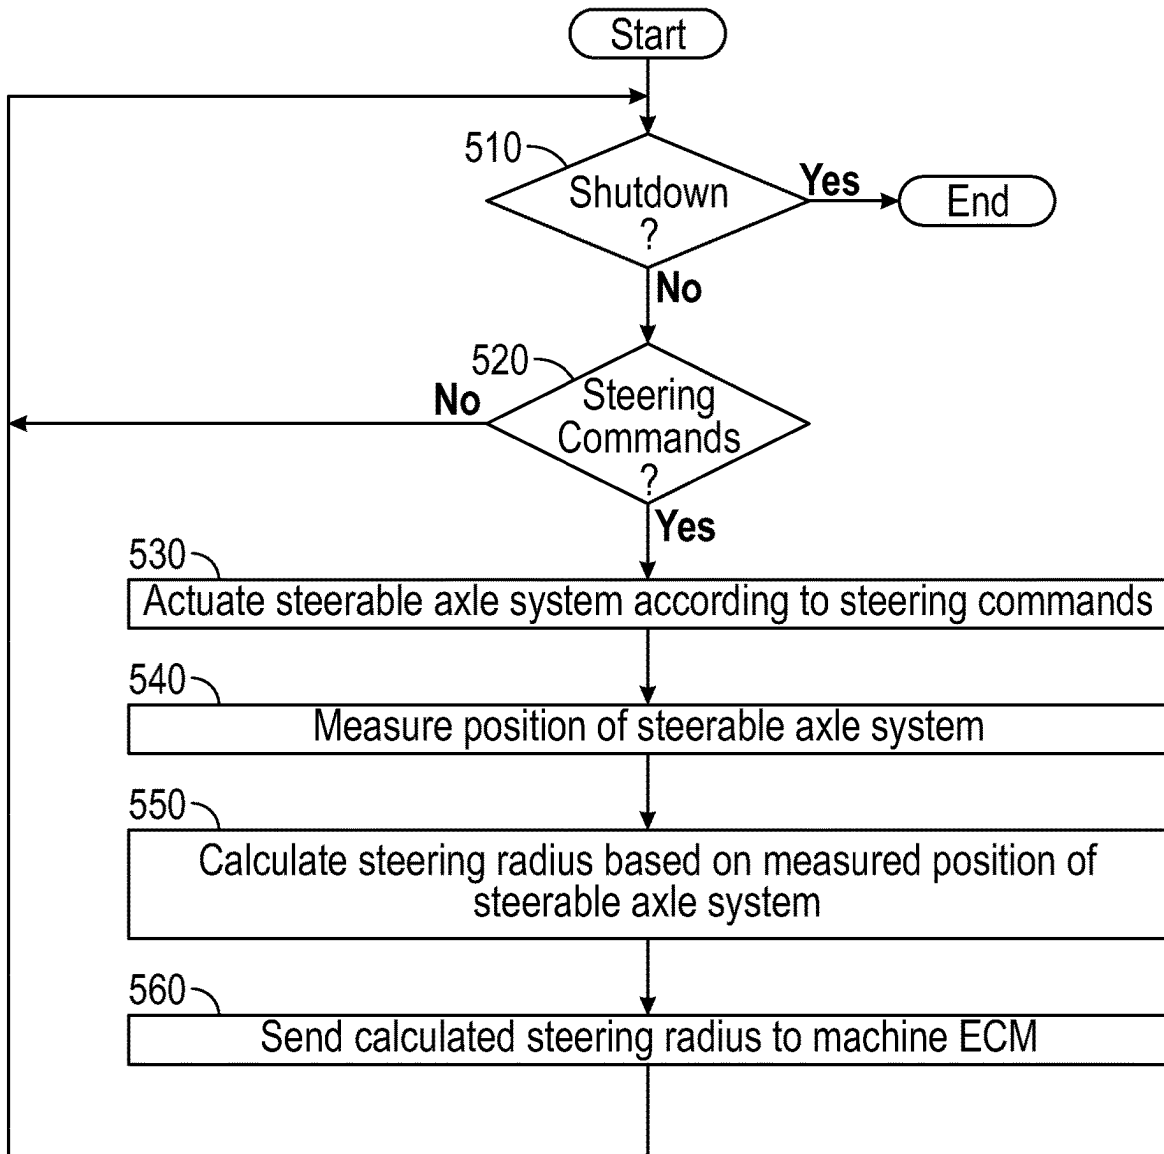 Start
510
Shutdown
?
Yes
End
No
520
Steering
Commands
?
No
Yes
530
Actuate steerable axle system according to steering commands
540
Measure position of steerable axle system
550
Calculate steering radius based on measured position of
steerable axle system
560
Send calculated steering radius to machine ECM